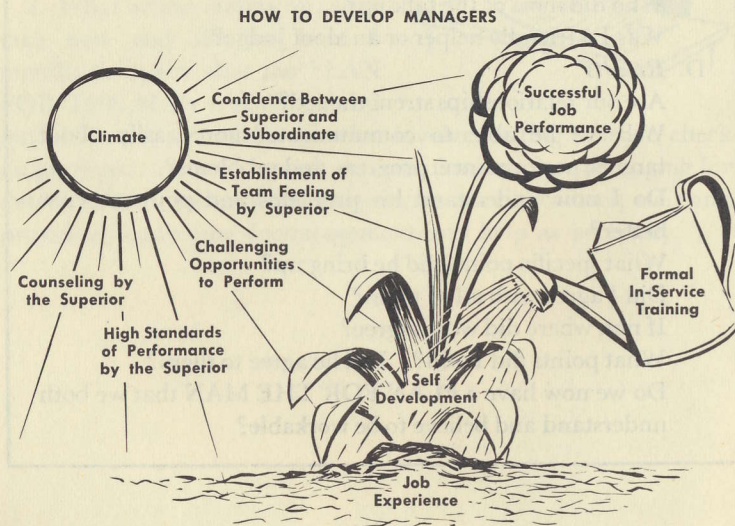 HOW TO DEVELOP MANAGERS
Climate
Confidence Between
Superior and
Subordinate
Successful
Job
Performance
Establishment of
Team Feeling
by Superior
Challenging
Opportunities
to Perform
Counseling by
the Superior
High Standards
of Performance
by the Superior
Formal
In-Service
Training
Self
Development
Job
Experience